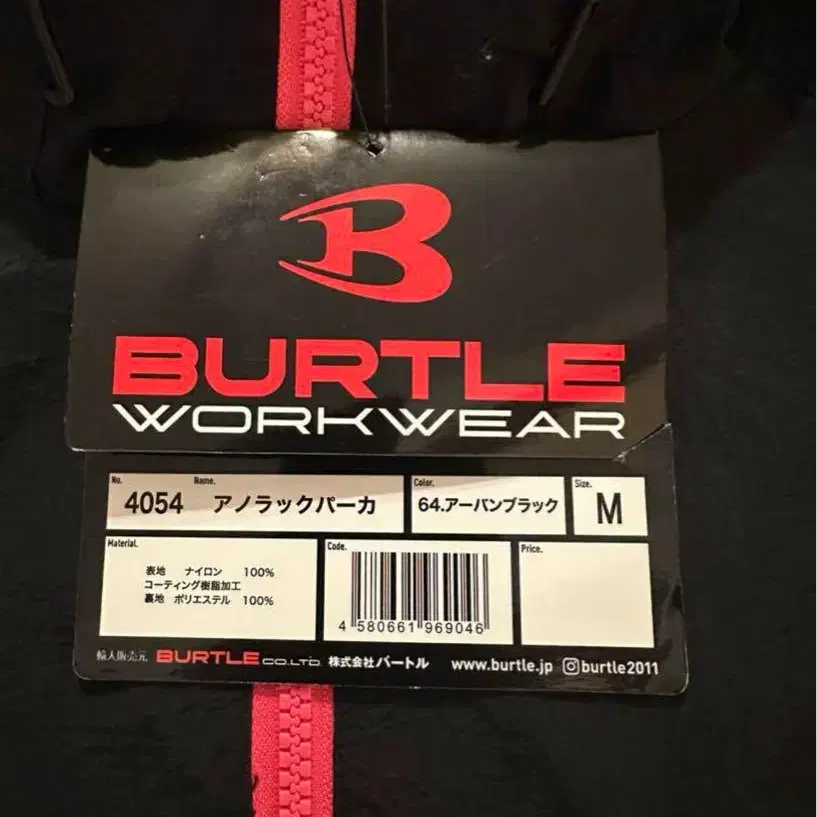 B
BURTLE
WORKWEAR
No. Name.
4054 アノラックパーカ
Color.
64.アーバンブラック
Size.
M
Material.
表地 ナイロン 100%
コーティング樹脂加工
裏地 ポリエステル 100%
Code.
4 580661 969046
Price.
輸入販売元 BURTLE CO.LTD. 株式会社バートル www.burtle.jp burtle2011